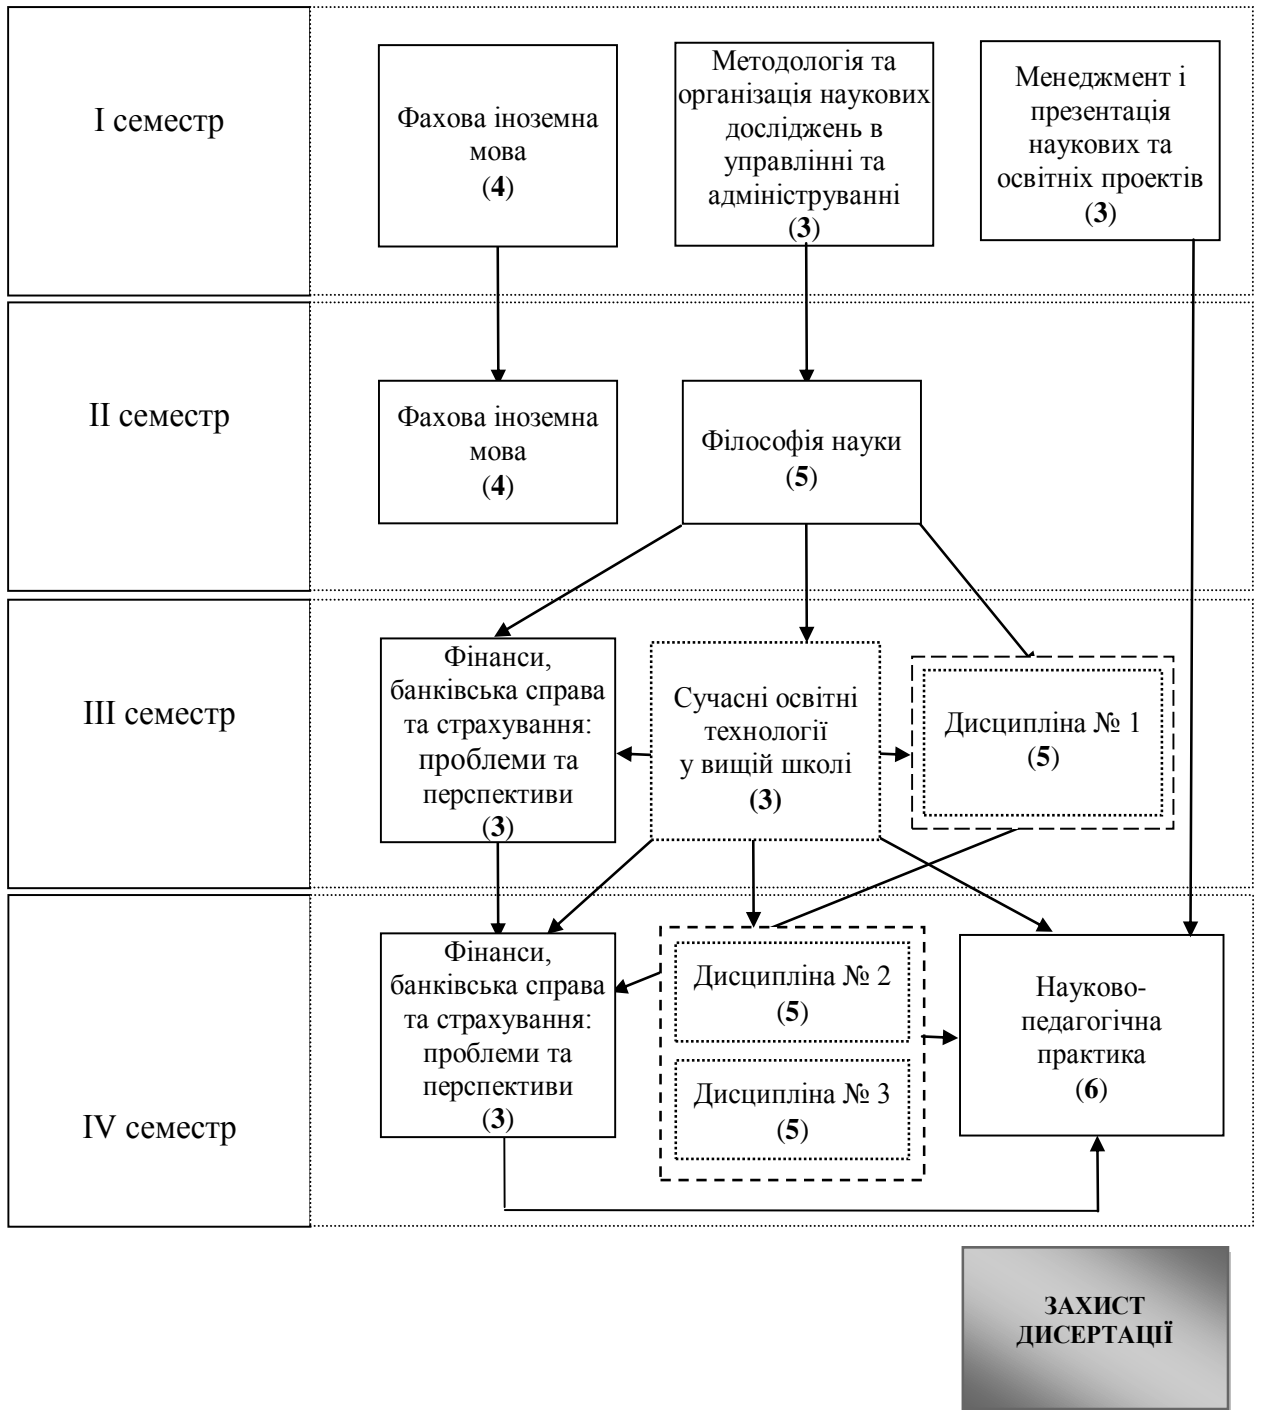 І семестр
Фахова іноземна
мова
(4)
Методологія та
організація наукових
досліджень в
управлінні та
адмініструванні
(3)
Менеджмент і
презентація
наукових та
освітніх проектів
(3)
ІІ семестр
Фахова іноземна
мова
(4)
Філософія науки
(5)
ІІІ семестр
Фінанси,
банківська справа
та страхування:
проблеми та
перспективи
(3)
Сучасні освітні
технології
у вищій школі
(3)
Дисципліна № 1
(5)
ІV семестр
Фінанси,
банківська справа
та страхування:
проблеми та
перспективи
(3)
Дисципліна № 2
(5)
Дисципліна № 3
(5)
Науково-
педагогічна
практика
(6)
ЗАХИСТ
ДИСЕРТАЦІЇ